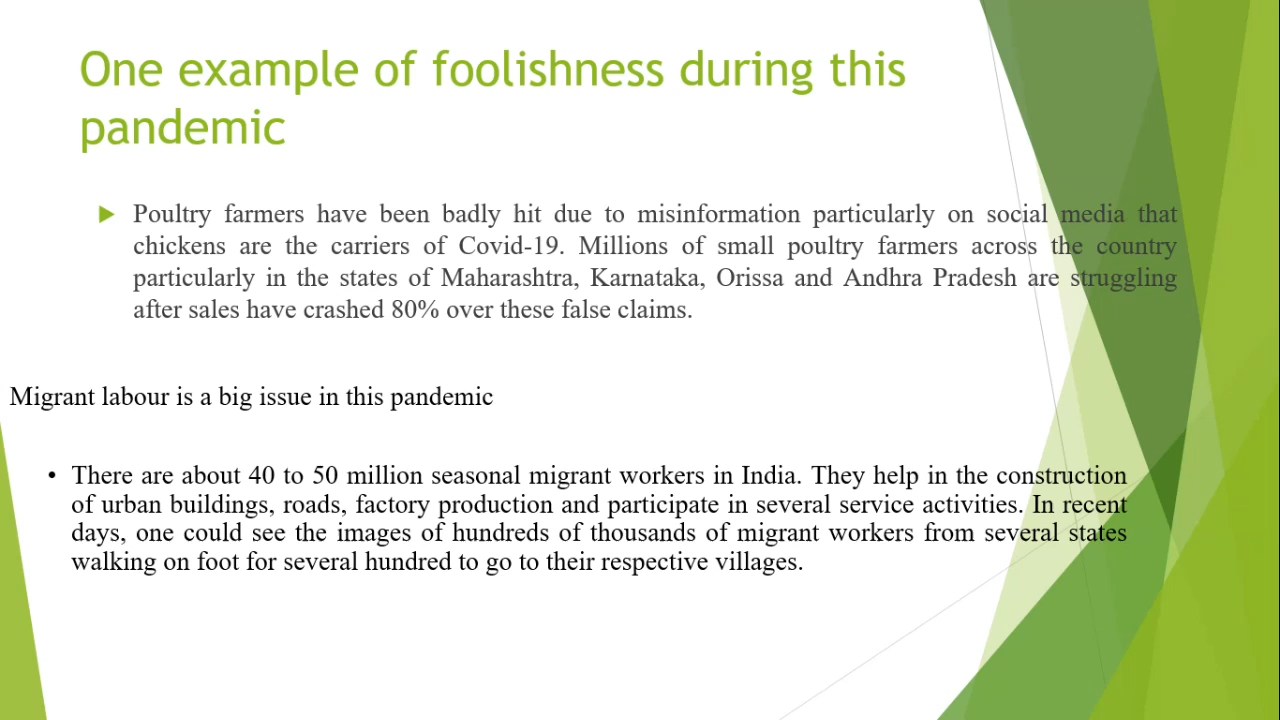 One example of foolishness during this
pandemic
Poultry farmers have been badly hit due to misinformation particularly on social media that
chickens are the carriers of Covid-19. Millions of small poultry farmers across the country
particularly in the states of Maharashtra, Karnataka, Orissa and Andhra Pradesh are struggling
after sales have crashed 80% over these false claims.
Migrant labour is a big issue in this pandemic
• There are about 40 to 50 million seasonal migrant workers in India. They help in the construction
of urban buildings, roads, factory production and participate in several service activities. In recent
days, one could see the images of hundreds of thousands of migrant workers from several states
walking on foot for several hundred to go to their respective villages.